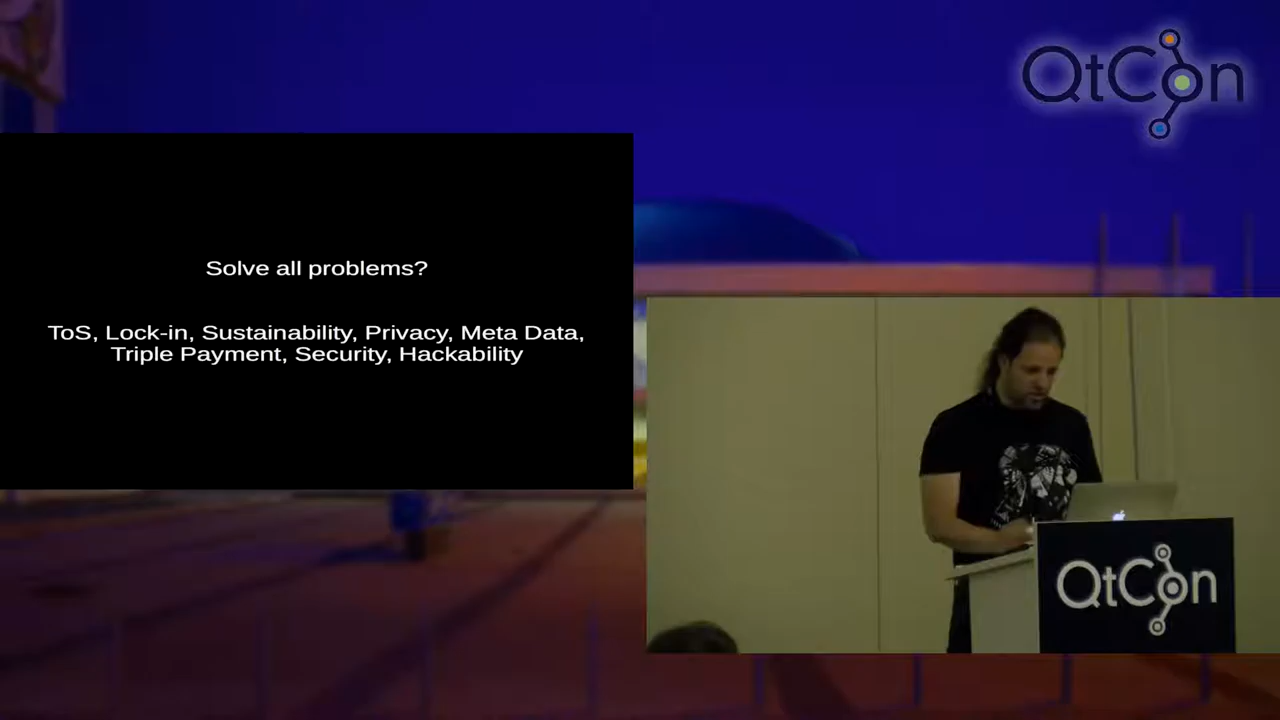 QtCon
Solve all problems?
ToS, Lock-in, Sustainability, Privacy, Meta Data,
Triple Payment, Security, Hackability
QtCon